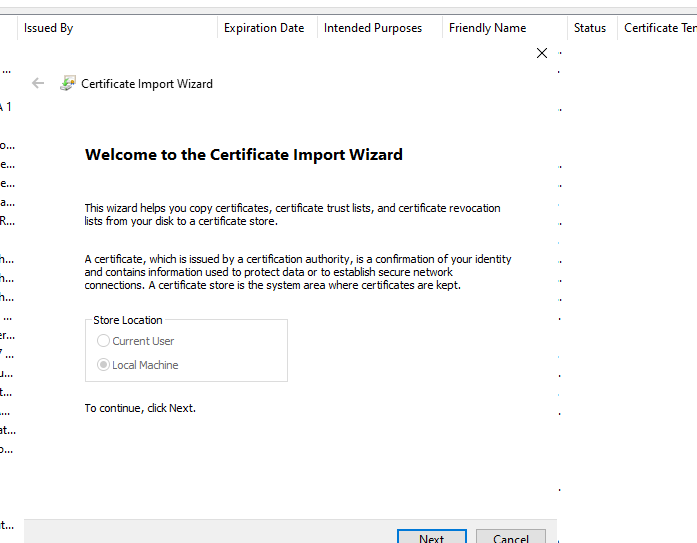 Issued By Expiration Date Intended Purposes Friendly Name Status Certificate Ten
...
Certificate Import Wizard
A 1
Welcome to the Certificate Import Wizard
o...
e...
e...
a...
This wizard helps you copy certificates, certificate trust lists, and certificate revocation
R...
lists from your disk to a certificate store.
h...
A certificate, which is issued by a certification authority, is a confirmation of your identity
h...
and contains information used to protect data or to establish secure network
connections. A certificate store is the system area where certificates are kept.
h...
...
Store Location
er...
Current User
7 ...
Local Machine
u...
t...
To continue, click Next.
...
at...
o...
t...
Next Cancel